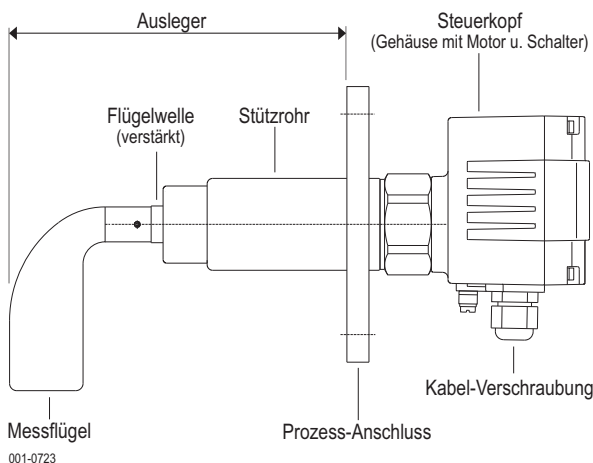 Ausleger
Steuerkopf
(Gehäuse mit Motor u. Schalter)
Flügelwelle
(verstärkt)
Stützrohr
Kabel-Verschraubung
Messflügel
Prozess-Anschluss
001-0723